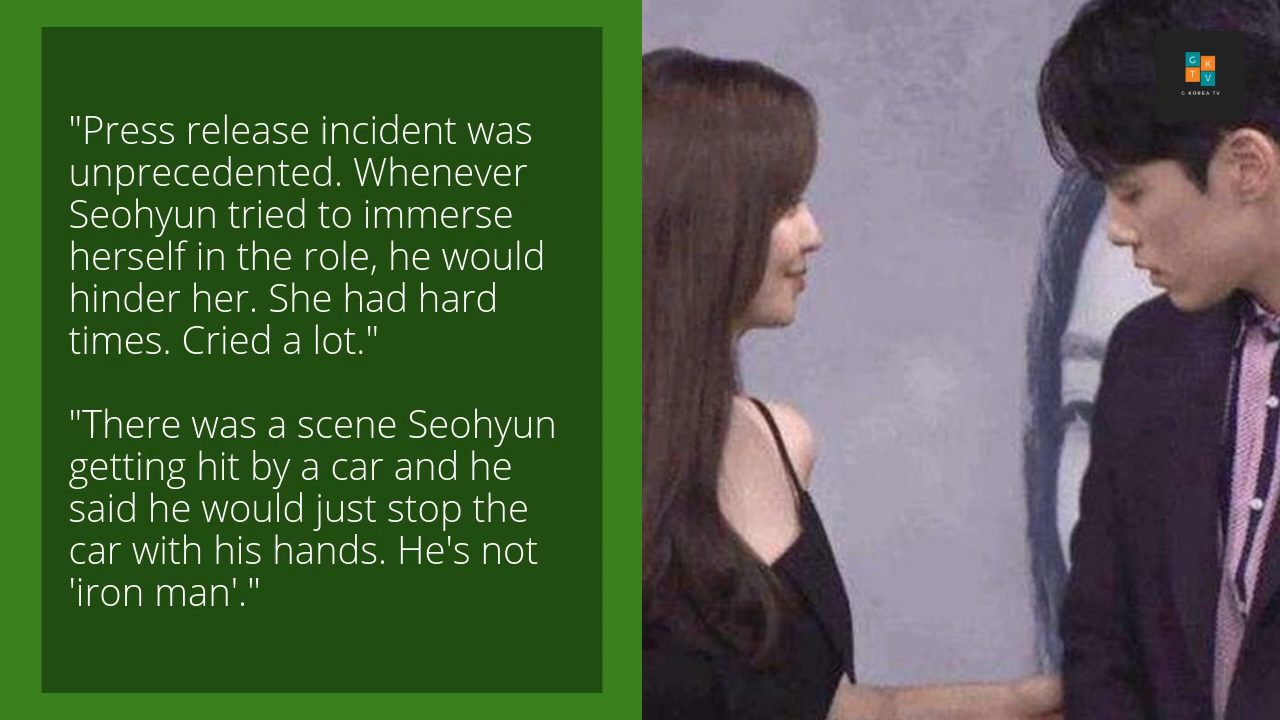 "Press release incident was
unprecedented. Whenever
Seohyun tried to immerse
herself in the role, he would
hinder her. She had hard
times. Cried a lot."
"There was a scene Seohyun
getting hit by a car and he
said he would just stop the
car with his hands. He's not
'iron man'."
G K
T V
G KOREA TV